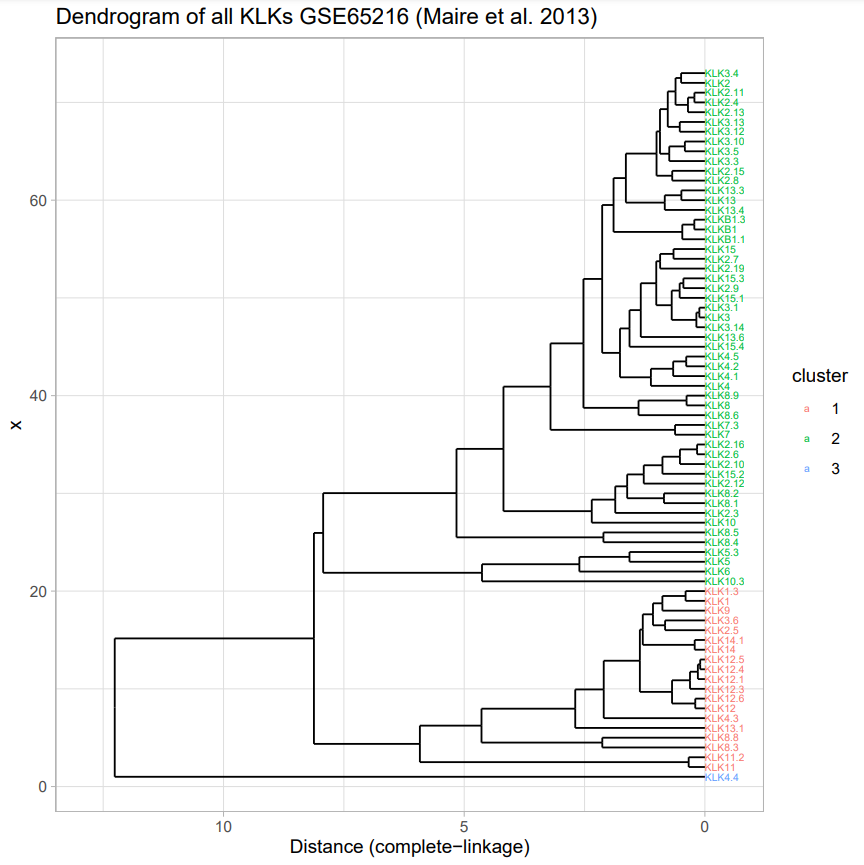 Dendrogram of all KLKs GSE65216 (Maire et al. 2013)
KLK3.4
KLK2
KLK2.11
KLK2.4
KLK2.13
KLK3.13
KLK3.12
KLK3.10
KLK3.5
KLK3.3
KLK2.15
KLK2.8
KLK13.3
60
KLK13
KLK13.4
KLKB1.3
KLKB1
KLKB1.1
KLK15
KLK2.7
KLK2.19
KLK15.3
KLK2.9
KLK15.1
KLK3.1
KLK3
KLK3.14
KLK13.6
KLK15.4
KLK4.5
KLK4.2
KLK4.1
KLK4
40
KLK8.9
KLK8
KLK8.6
KLK7.3
KLK7
KLK2.16
KLK2.6
KLK2.10
KLK15.2
KLK2.12
KLK8.2
KLK8.1
KLK2.3
KLK10
KLK8.5
KLK8.4
KLK5.3
KLK5
KLK6
KLK10.3
20
KLK1.3
KLK1
KLK9
KLK3.6
KLK2.5
KLK14.1
KLK14
KLK12.5
KLK12.4
KLK12.1
KLK12.3
KLK12.6
KLK12
KLK4.3
KLK13.1
KLK8.8
KLK8.3
KLK11.2
KLK11
KLK4.4
0
x
10 5 0
Distance (complete−linkage)
cluster
a 1
a 2
a 3